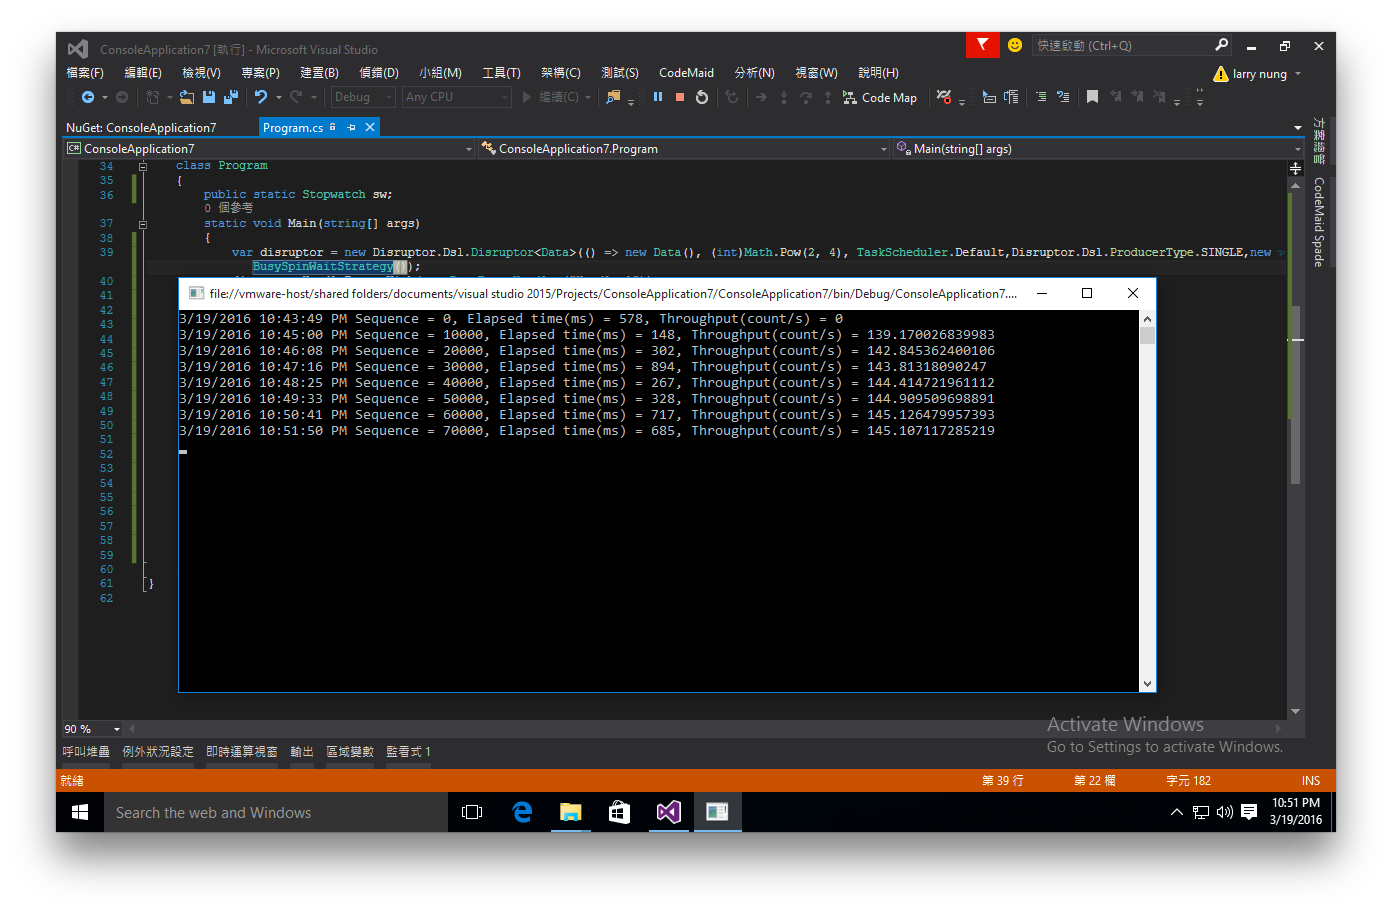 ConsoleApplication7 [執行] - Microsoft Visual Studio
快速啟動 (Ctrl+Q)
檔案(F) 編輯(E) 檢視(V) 專案(P) 建置(B) 偵錯(D) 小組(M) 工具(T) 架構(C) 測試(S) CodeMaid 分析(N) 視窗(W) 說明(H)
larry nung
Debug Any CPU 繼續(C) Code Map
NuGet: ConsoleApplication7 Program.cs
方案總管
CodeMaid Spade
C# ConsoleApplication7 ConsoleApplication7.Program Main(string[] args)
34 class Program
35 {
36 public static Stopwatch sw;
0 個參考
37 static void Main(string[] args)
38 {
39 var disruptor = new Disruptor.Dsl.Disruptor<Data>(() => new Data(), (int)Math.Pow(2, 4), TaskScheduler.Default,Disruptor.Dsl.ProducerType.SINGLE,new
BusySpinWaitStrategy());
40
41
42
43
44
45
46
47
48
49
50
51
52
53
54
55
56
57
58
59
60
61 }
62
file://vmware-host/shared folders/documents/visual studio 2015/Projects/ConsoleApplication7/ConsoleApplication7/bin/Debug/ConsoleApplication7....
3/19/2016 10:43:49 PM Sequence = 0, Elapsed time(ms) = 578, Throughput(count/s) = 0
3/19/2016 10:45:00 PM Sequence = 10000, Elapsed time(ms) = 148, Throughput(count/s) = 139.170026839983
3/19/2016 10:46:08 PM Sequence = 20000, Elapsed time(ms) = 302, Throughput(count/s) = 142.845362400106
3/19/2016 10:47:16 PM Sequence = 30000, Elapsed time(ms) = 894, Throughput(count/s) = 143.81318090247
3/19/2016 10:48:25 PM Sequence = 40000, Elapsed time(ms) = 267, Throughput(count/s) = 144.414721961112
3/19/2016 10:49:33 PM Sequence = 50000, Elapsed time(ms) = 328, Throughput(count/s) = 144.909509698891
3/19/2016 10:50:41 PM Sequence = 60000, Elapsed time(ms) = 717, Throughput(count/s) = 145.126479957393
3/19/2016 10:51:50 PM Sequence = 70000, Elapsed time(ms) = 685, Throughput(count/s) = 145.107117285219
90 %
Activate Windows
Go to Settings to activate Windows.
呼叫堆疊 例外狀況設定 即時運算視窗 輸出 區域變數 監看式 1
就緒 第 39 行 第 22 欄 字元 182 INS
Search the web and Windows
10:51 PM
3/19/2016